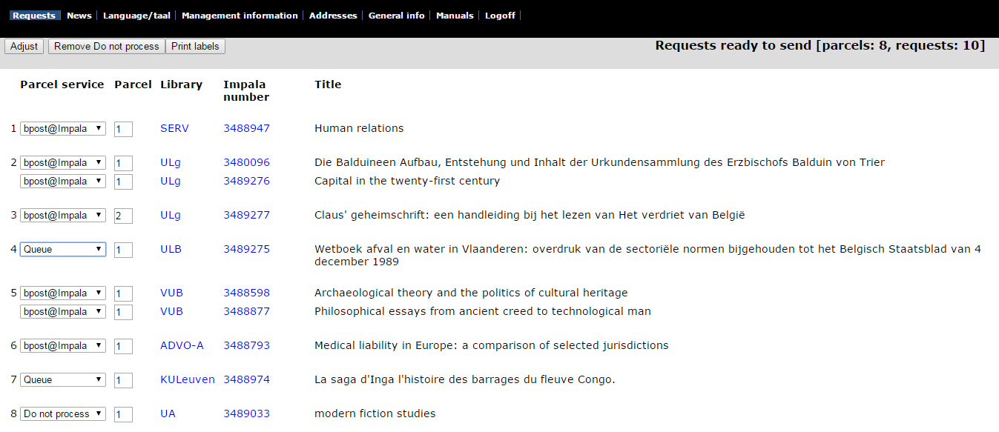 Requests News Language/taal Management information Addresses General info Manuals Logoff
Adjust Remove Do not process Print labels Requests ready to send [parcels: 8, requests: 10]
Parcel service Parcel Library Impala number Title
1 bpost@Impala 1 SERV 3488947 Human relations
2 bpost@Impala 1 ULg 3480096 Die Balduineen Aufbau, Entstehung und Inhalt der Urkundensammlung des Erzbischofs Balduin von Trier
bpost@Impala 1 ULg 3489276 Capital in the twenty-first century
3 bpost@Impala 2 ULg 3489277 Claus' geheimschrift: een handleiding bij het lezen van Het verdriet van België
4 Queue 1 ULB 3489275 Wetboek afval en water in Vlaanderen: overdruk van de sectoriële normen bijgehouden tot het Belgisch Staatsblad van 4
december 1989
5 bpost@Impala 1 VUB 3488598 Archaeological theory and the politics of cultural heritage
bpost@Impala 1 VUB 3488877 Philosophical essays from ancient creed to technological man
6 bpost@Impala 1 ADVO-A 3488793 Medical liability in Europe: a comparison of selected jurisdictions
7 Queue 1 KULeuven 3488974 La saga d'Inga l'histoire des barrages du fleuve Congo.
8 Do not process 1 UA 3489033 modern fiction studies